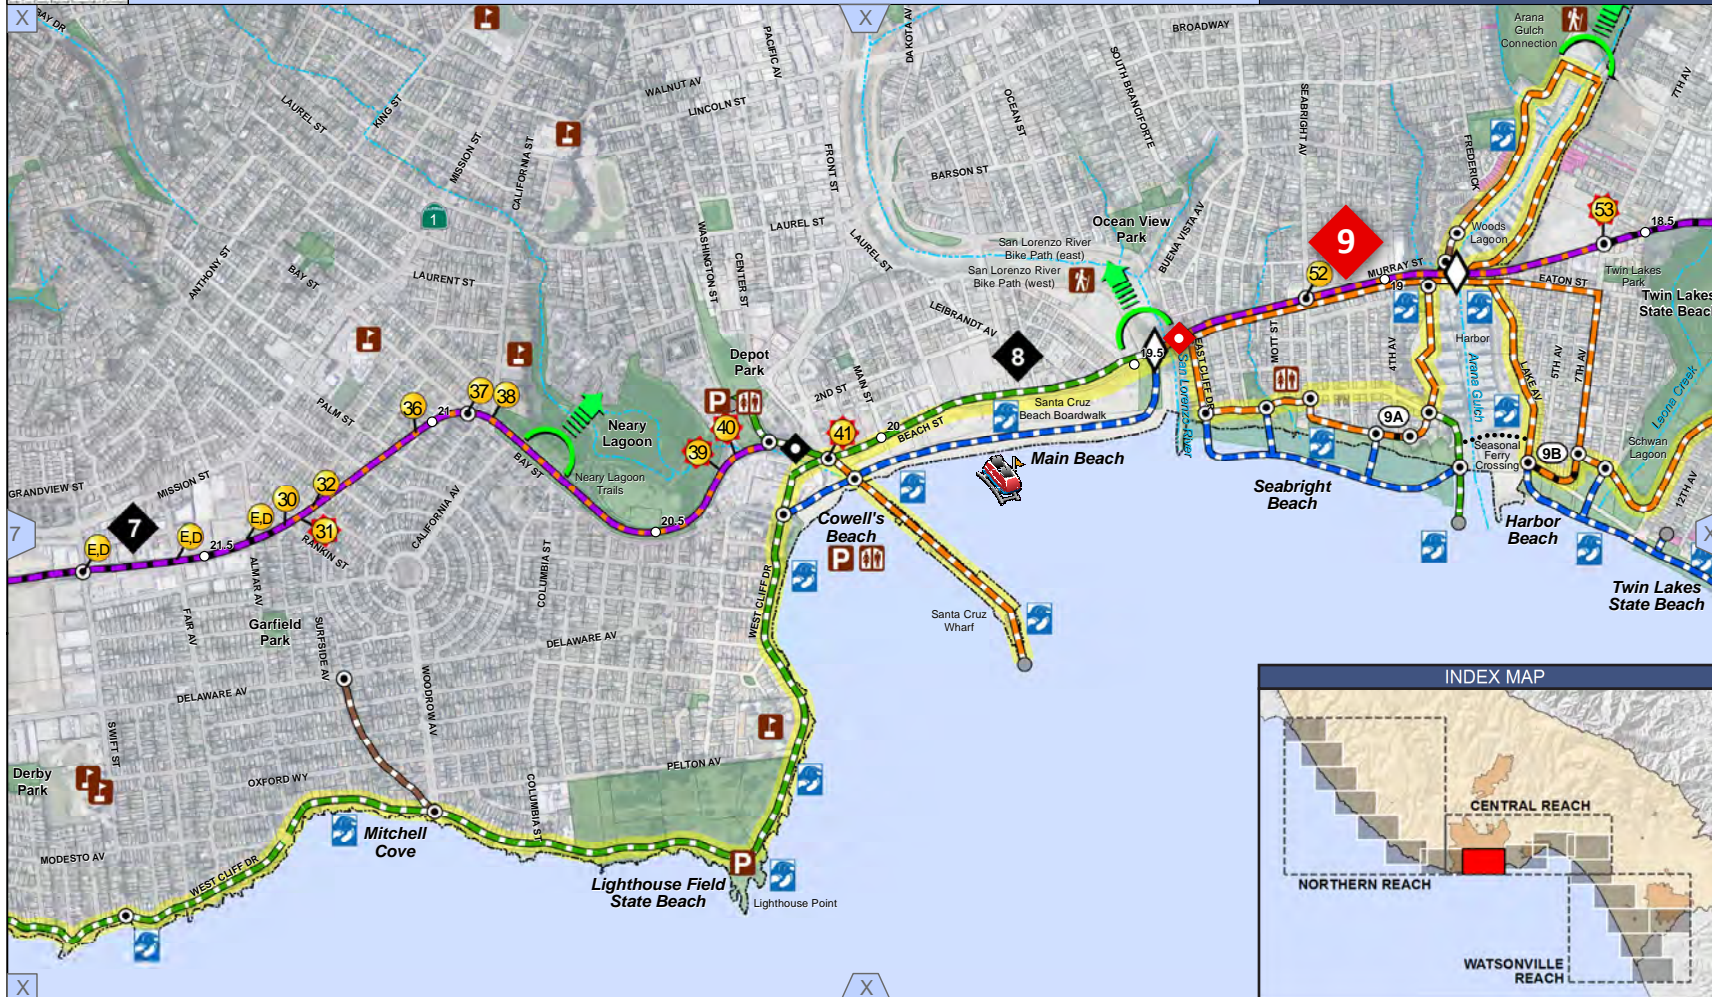 X
X
BAY DR
DAKOTA AV
BROADWAY
Arana
Gulch
Connection
PACIFIC AV
WALNUT AV
LINCOLN ST
SOUTH BRANCIFORTE
7TH AV
LAUREL ST
KING ST
OCEAN ST
SEABRIGHT AV
MISSION ST
CALIFORNIA ST
FRONT ST
BARSON ST
FREDERICK
1
WASHINGTON ST
LAUREL ST
LAUREL ST
Ocean View
Park
BUENA VISTA AV
53
18.5
Woods
Lagoon
ANTHONY ST
BAY ST
LAURENT ST
CENTER ST
San Lorenzo River
Bike Path (east)
San Lorenzo River
Bike Path (west)
9
52
MURRAY ST
19
EATON ST
Twin Lakes
Park
Twin Lakes
State Beach
LEIBRANDT AV
8
19.5
EAST CLIFF DR
San Lorenzo River
MOTT ST
4TH AV
Harbor
Arana Gulch
LAKE AV
5TH AV
7TH AV
Leona Creek
Depot
Park
2ND ST
MAIN ST
P
36
37
38
21
PALM ST
Neary
Lagoon
Neary Lagoon
Trails
BAY ST
39
40
41
20
BEACH ST
Santa Cruz
Beach Boardwalk
Main Beach
9A
9B
Seasonal
Ferry
Crossing
Schwan
Lagoon
12TH AV
GRANDVIEW ST
MISSION ST
30
32
31
E,D
E,D
E,D
7
7
21.5
20.5
RANKIN ST
CALIFORNIA AV
Cowell's
Beach
P
Seabright
Beach
Harbor
Beach
X
Twin Lakes
State Beach
ALMAR AV
FAIR AV
Garfield
Park
SURFSIDE AV
COLUMBIA ST
DELAWARE AV
WEST CLIFF DR
Santa Cruz
Wharf
DELAWARE AV
WOODROW AV
SWIFT ST
Derby
Park
OXFORD WY
PELTON AV
COLUMBIA ST
Mitchell
Cove
MODESTO AV
WEST CLIFF DR
P
Lighthouse Field
State Beach
Lighthouse Point
INDEX MAP
CENTRAL REACH
NORTHERN REACH
WATSONVILLE
REACH
X
X